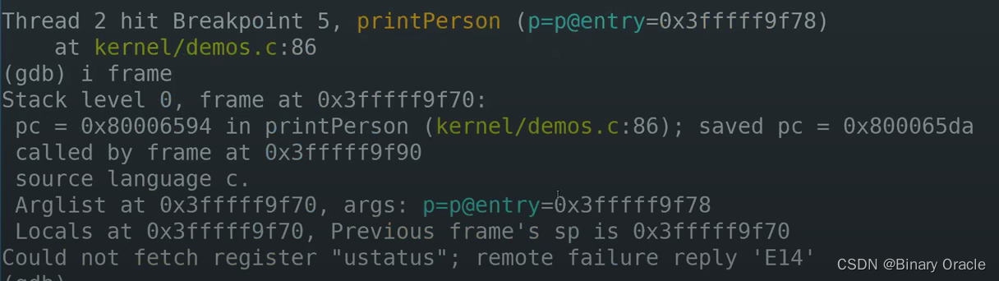 Thread 2 hit Breakpoint 5, printPerson (p=p@entry=0x3fffff9f78)
    at kernel/demos.c:86
(gdb) i frame
Stack level 0, frame at 0x3fffff9f70:
 pc = 0x80006594 in printPerson (kernel/demos.c:86); saved pc = 0x800065da
 called by frame at 0x3fffff9f90
 source language c.
 Arglist at 0x3fffff9f70, args: p=p@entry=0x3fffff9f78
 Locals at 0x3fffff9f70, Previous frame's sp is 0x3fffff9f70
Could not fetch register "ustatus"; remote failure reply 'E14'
CSDN @Binary Oracle